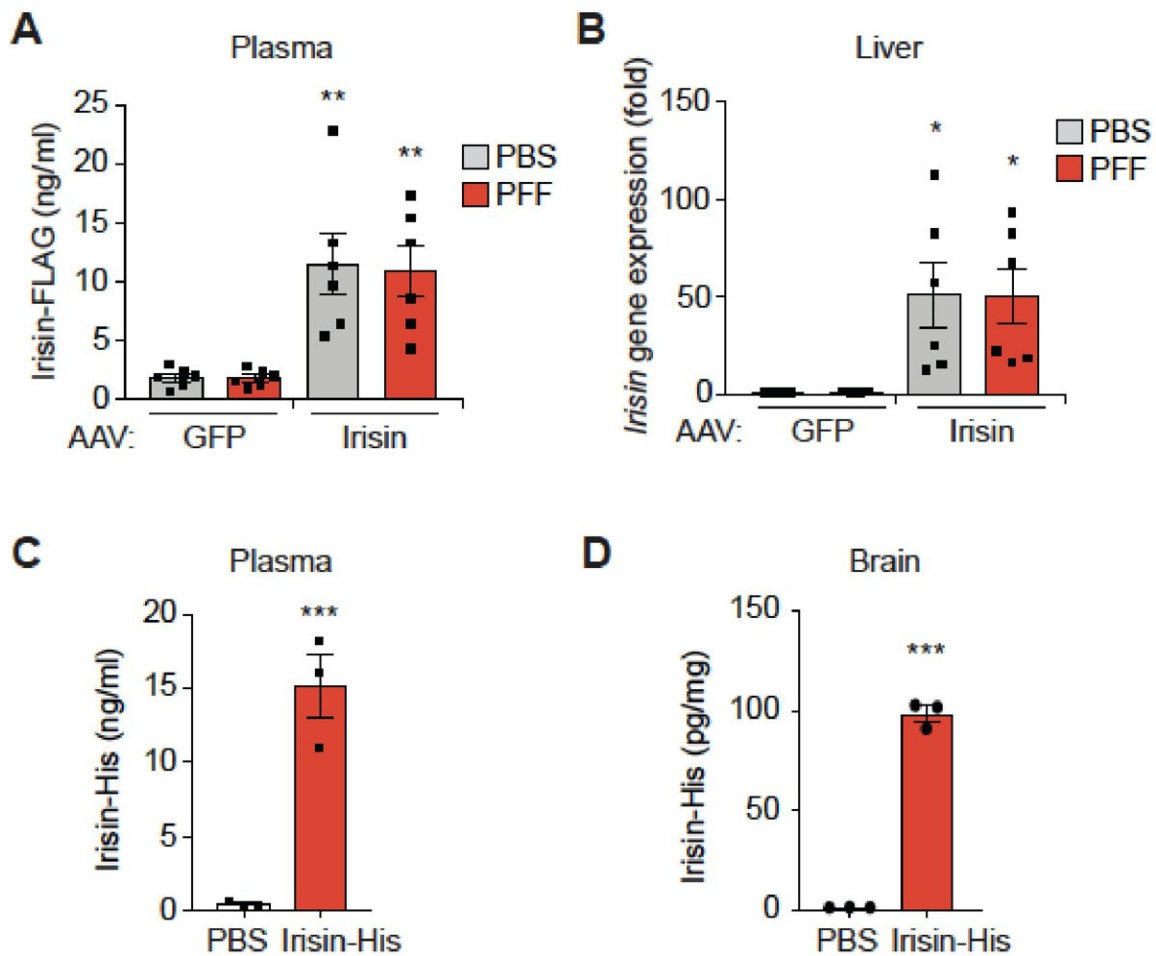 A
Plasma
Irisin-FLAG (ng/ml)
25
20
15
10
5
0
**
**
PBS
PFF
AAV:
GFP
Irisin
B
Liver
Irisin gene expression (fold)
150
100
50
0
*
*
PBS
PFF
AAV:
GFP
Irisin
C
Plasma
Irisin-His (ng/ml)
20
15
10
5
0
***
PBS
Irisin-His
D
Brain
Irisin-His (pg/mg)
150
100
50
0
***
PBS
Irisin-His